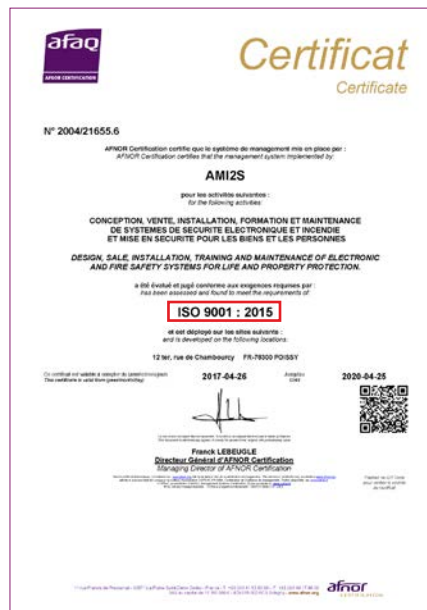 afaq
AFNOR CERTIFICATION
Certificat
Certificate
N° 2004/21655.6
AFNOR Certification certifie que le système de management mis en place par :
AFNOR Certification certifies that the management system implemented by:
AMI2S
pour les activités suivantes :
for the following activities:
CONCEPTION, VENTE, INSTALLATION, FORMATION ET MAINTENANCE
DE SYSTEMES DE SECURITE ELECTRONIQUE ET INCENDIE
ET MISE EN SECURITE POUR LES BIENS ET LES PERSONNES
DESIGN, SALE, INSTALLATION, TRAINING AND MAINTENANCE OF ELECTRONIC
AND FIRE SAFETY SYSTEMS FOR LIFE AND PROPERTY PROTECTION.
a été évalué et jugé conforme aux exigences requises par :
has been assessed and found to meet the requirements of:
ISO 9001 : 2015
et est déployé sur les sites suivants :
and is developed on the following locations:
12 ter, rue de Chambourcy FR-78300 POISSY
2017-04-26
2020-04-25
Franck LEBEUGLE
Directeur Général d'AFNOR Certification
Managing Director of AFNOR Certification
afnor
CERTIFICATION